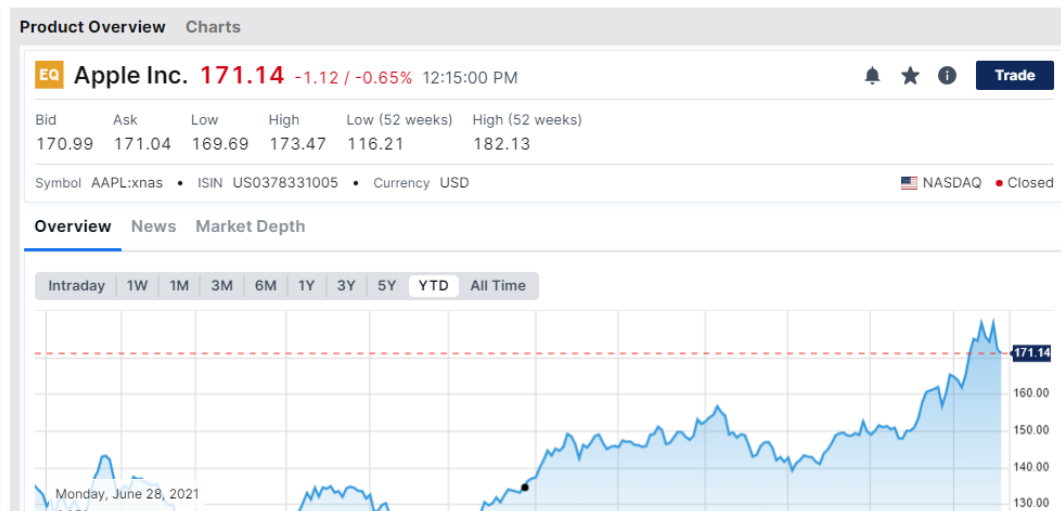 Product Overview Charts
EQ Apple Inc. 171.14 -1.12 / -0.65% 12:15:00 PM Trade
Bid Ask Low High Low (52 weeks) High (52 weeks)
170.99 171.04 169.69 173.47 116.21 182.13
Symbol AAPL:xnas • ISIN US0378331005 • Currency USD NASDAQ • Closed
Overview News Market Depth
Intraday 1W 1M 3M 6M 1Y 3Y 5Y YTD All Time
171.14
160.00
150.00
140.00
Monday, June 28, 2021
130.00